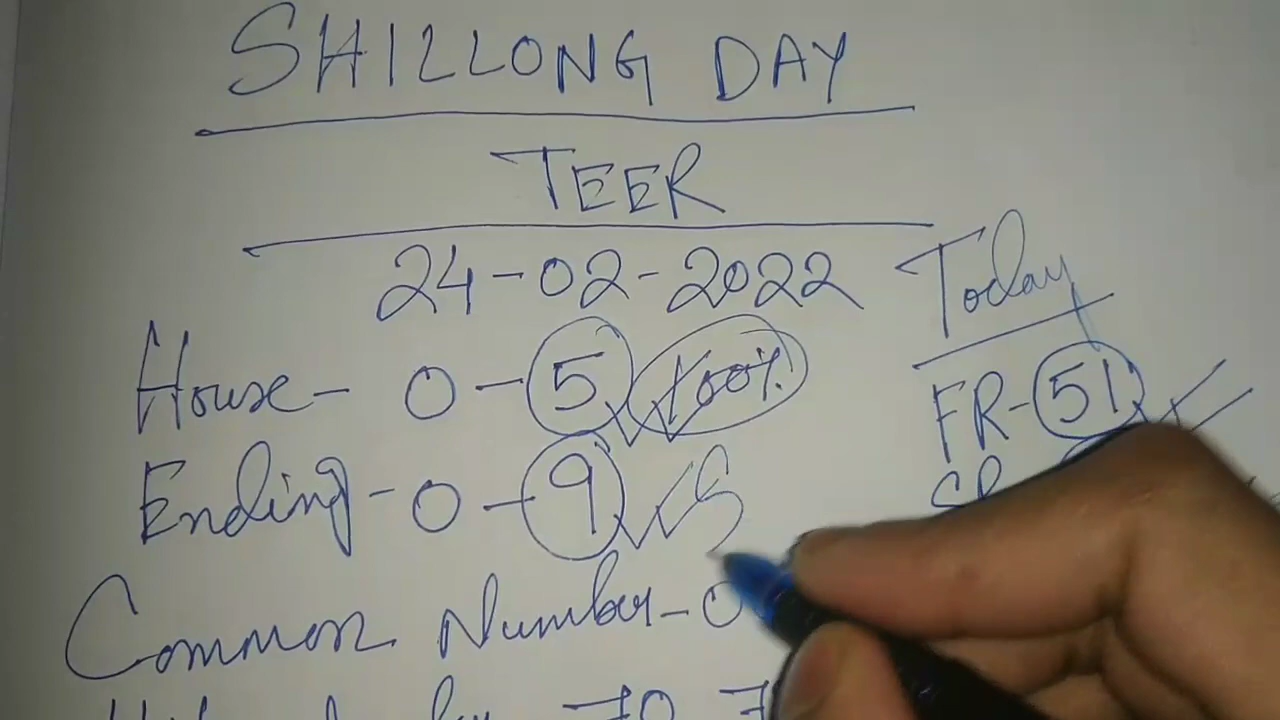 SHILLONG DAY
TEER
24-02-2022
House- 0-5 100%
Ending-0-9 S
Common Number-0
Today
FR-51